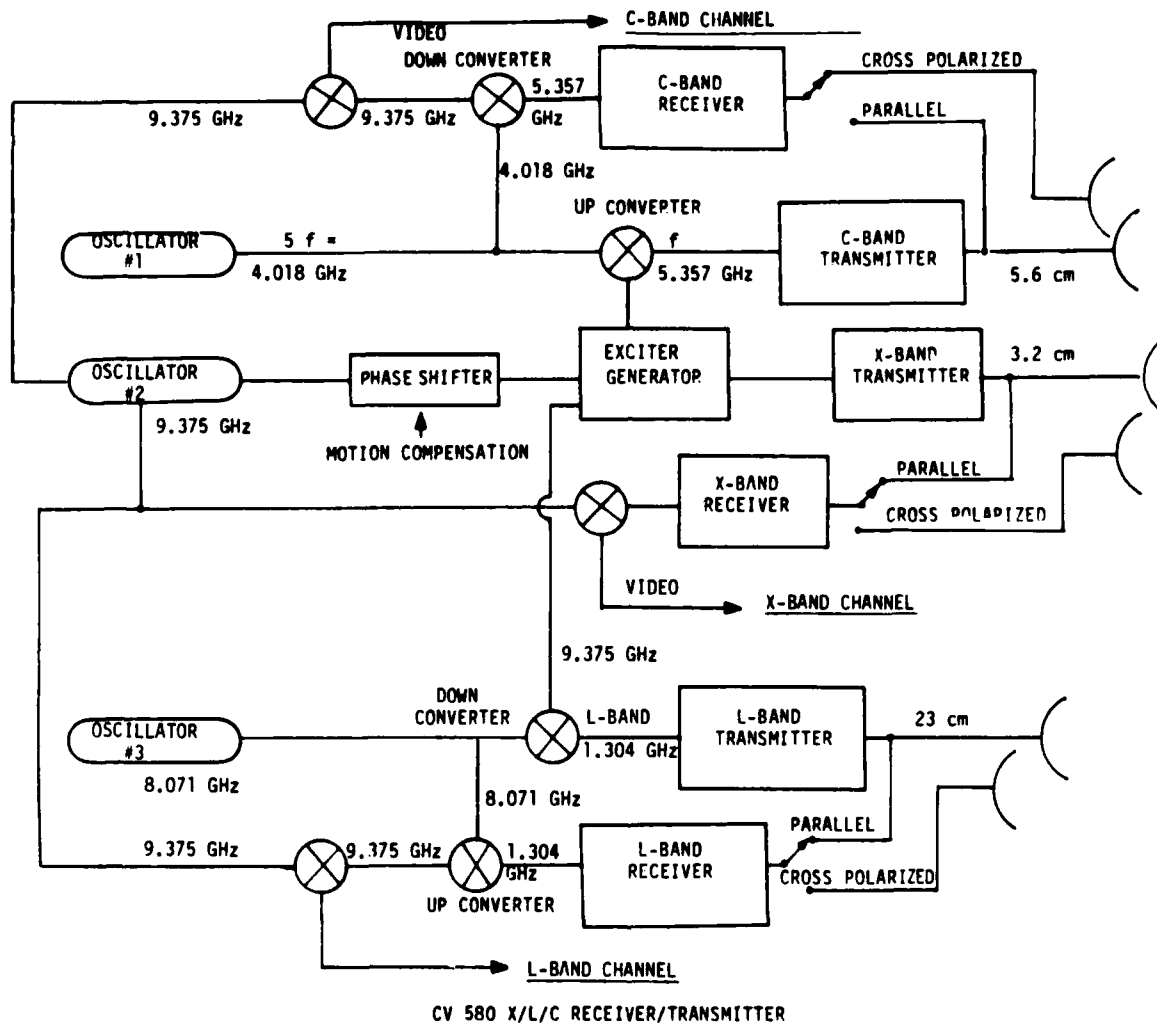 VIDEO
C-BAND CHANNEL
DOWN CONVERTER
CROSS POLARIZED
9.375 GHz
9.375 GHz
5.357
GHz
C-BAND
RECEIVER
PARALLEL
4.018 GHz
UP CONVERTER
OSCILLATOR
#1
5 f =
4.018 GHz
f
5.357 GHz
C-BAND
TRANSMITTER
5.6 cm
OSCILLATOR
#2
9.375 GHz
PHASE SHIFTER
MOTION COMPENSATION
EXCITER
GENERATOR
X-BAND
TRANSMITTER
3.2 cm
PARALLEL
X-BAND
RECEIVER
CROSS POLARIZED
VIDEO
X-BAND CHANNEL
9.375 GHz
DOWN
CONVERTER
OSCILLATOR
#3
8.071 GHz
L-BAND
1.304 GHz
L-BAND
TRANSMITTER
23 cm
8.071 GHz
PARALLEL
9.375 GHz
9.375 GHz
1.304
GHz
L-BAND
RECEIVER
CROSS POLARIZED
UP CONVERTER
L-BAND CHANNEL
CV 580 X/L/C RECEIVER/TRANSMITTER